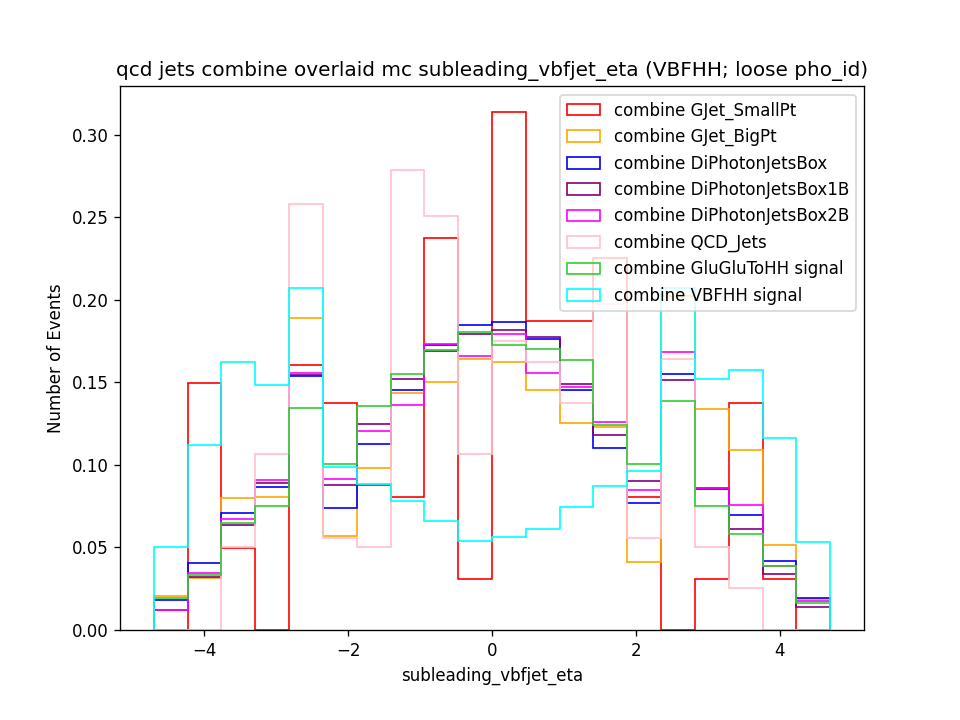 qcd jets combine overlaid mc subleading_vbfjet_eta (VBFHH; loose pho_id)
combine GJet_SmallPt
combine GJet_BigPt
combine DiPhotonJetsBox
combine DiPhotonJetsBox1B
combine DiPhotonJetsBox2B
combine QCD_Jets
combine GluGluToHH signal
combine VBFHH signal
Number of Events
0.30
0.25
0.20
0.15
0.10
0.05
0.00
−4
−2
0
2
4
subleading_vbfjet_eta